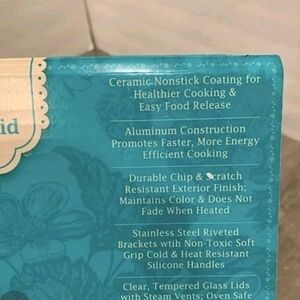 Ceramic Nonstick Coating for
Healthier Cooking &
Easy Food Release
id
Aluminum Construction
Promotes Faster, More Energy
Efficient Cooking
Durable Chip & Scratch
Resistant Exterior Finish;
Maintains Color & Does Not
Fade When Heated
Stainless Steel Riveted
Brackets wtih Non-Toxic Soft
Grip Cold & Heat Resistant
Silicone Handles
Clear, Tempered Glass Lids
with Steam Vents; Oven Safe